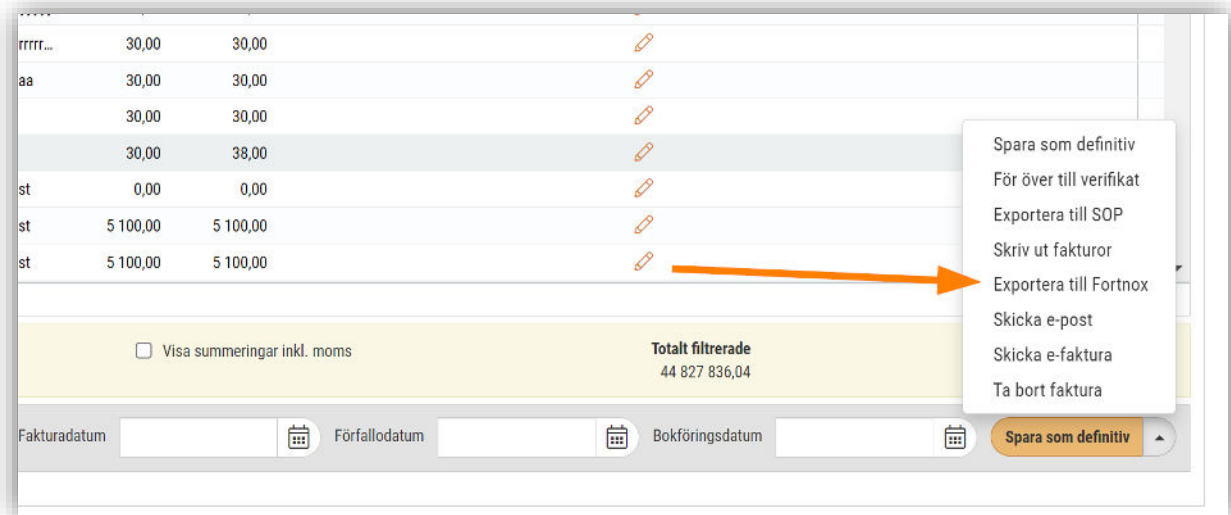 rrrrr... 30,00 30,00
aa 30,00 30,00
30,00 30,00
30,00 38,00
st 0,00 0,00
st 5 100,00 5 100,00
st 5 100,00 5 100,00
Spara som definitiv
För över till verifikat
Exportera till SOP
Skriv ut fakturor
Exportera till Fortnox
Skicka e-post
Skicka e-faktura
Ta bort faktura
Visa summeringar inkl. moms
Totalt filtrerade
44 827 836,04
Fakturadatum Förfallodatum Bokföringsdatum Spara som definitiv